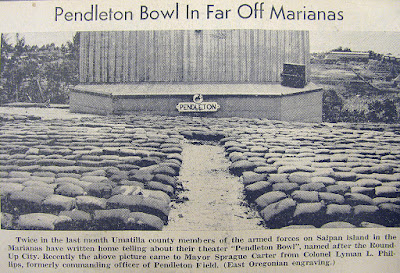 Pendleton Bowl In Far Off Marianas
PENDLETON
Twice in the last month Umatilla county members of the armed forces on Saipan Island in the
Marianas have written home telling about their theater "Pendleton Bowl", named after the Round-
Up City. Recently the above picture came to Mayor Sprague Carter from Colonel Lyman L. Phil-
lips, formerly commanding officer of Pendleton Field. (East Oregonian engraving.)